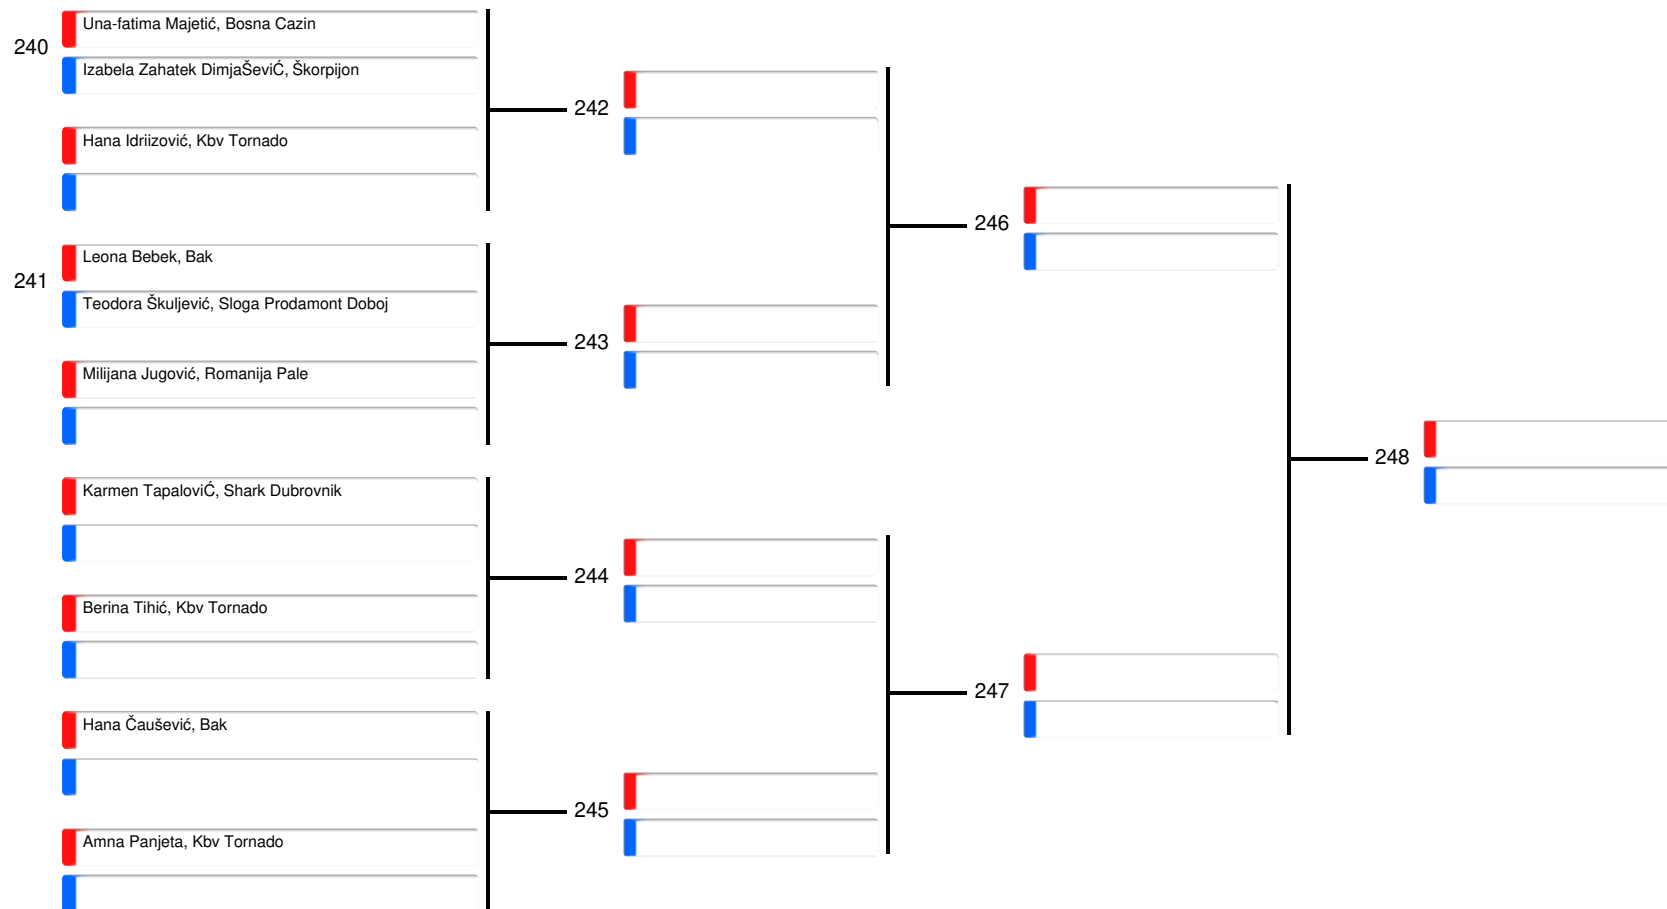 240
Una-fatima Majetić, Bosna Cazin
Izabela Zahatek DimjaŠeviĆ, Škorpijon
Hana Idriizović, Kbv Tornado
241
Leona Bebek, Bak
Teodora Škuljević, Sloga Prodamont Doboj
Milijana Jugović, Romanija Pale
Karmen TapaloviĆ, Shark Dubrovnik
Berina Tihić, Kbv Tornado
Hana Čaušević, Bak
Amna Panjeta, Kbv Tornado
242
243
244
245
246
247
248